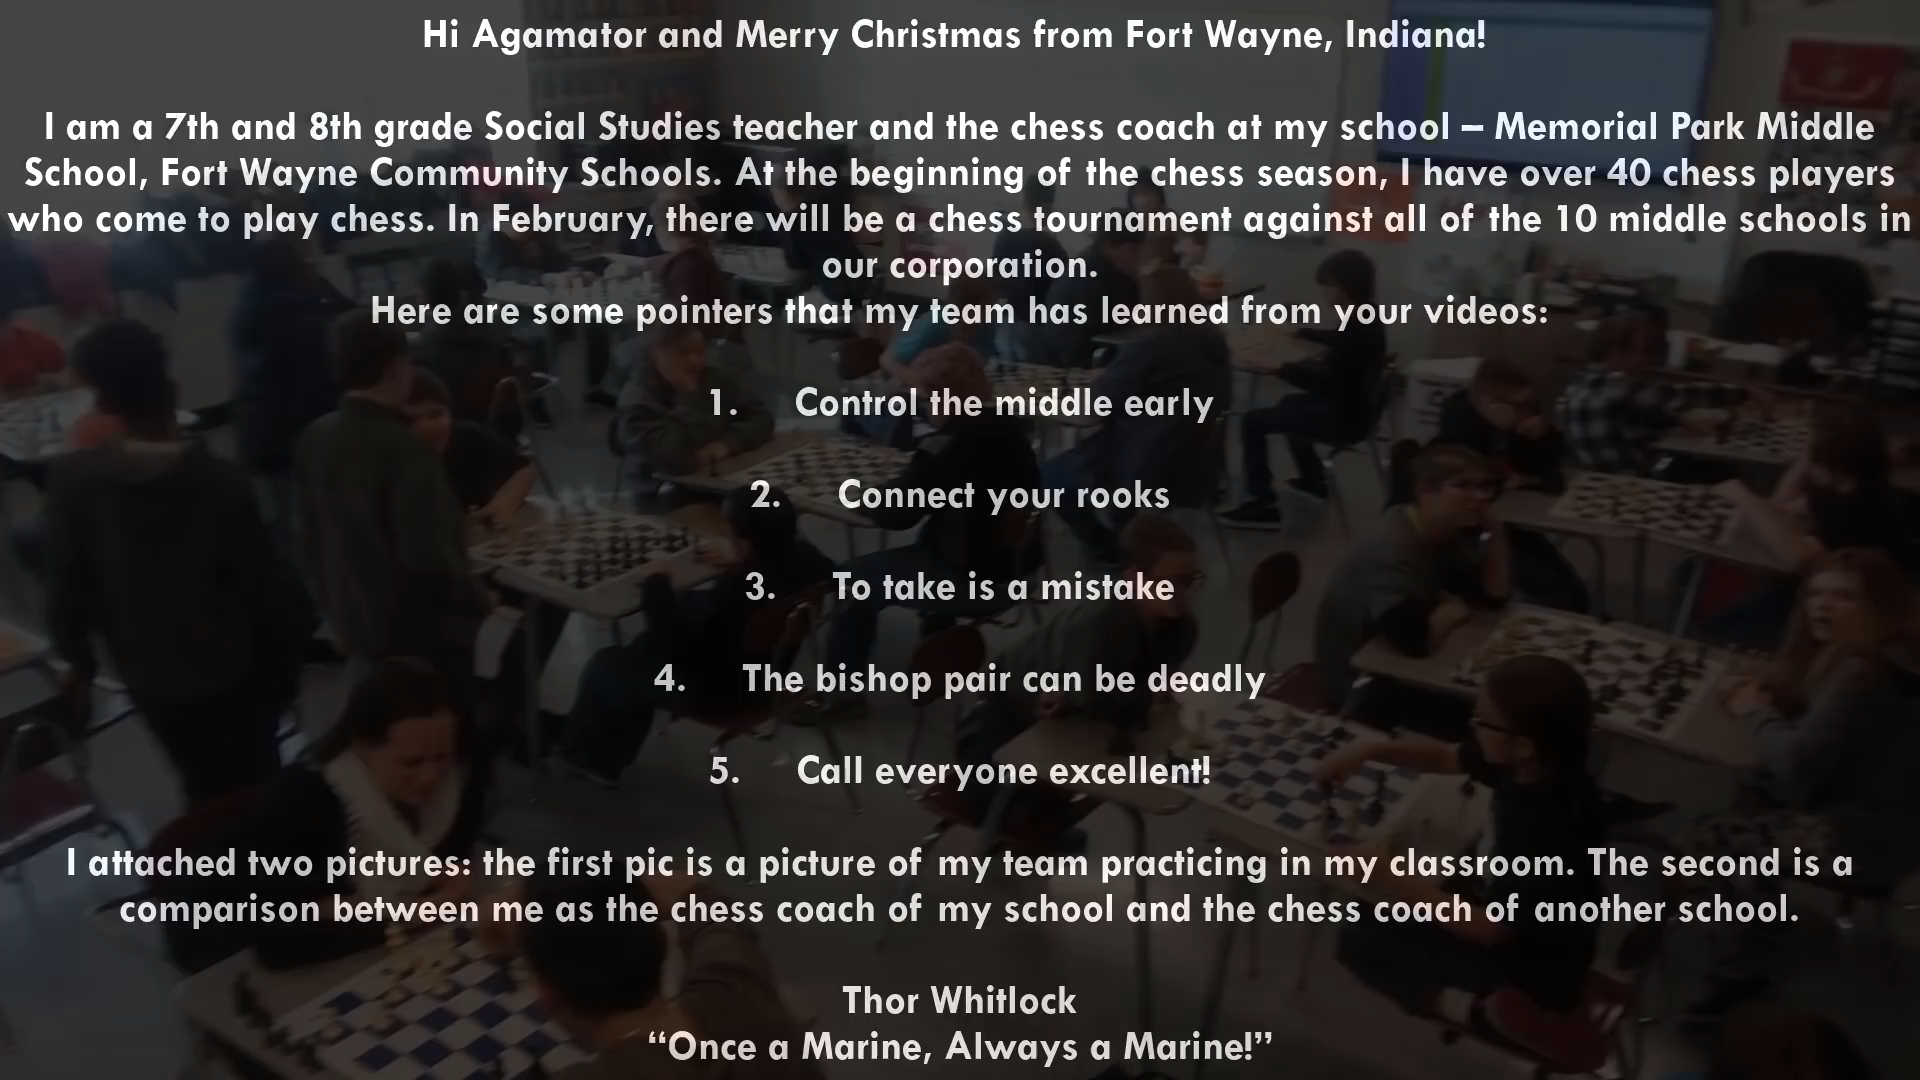 Hi Agamator and Merry Christmas from Fort Wayne, Indiana!
I am a 7th and 8th grade Social Studies teacher and the chess coach at my school – Memorial Park Middle
School, Fort Wayne Community Schools. At the beginning of the chess season, I have over 40 chess players
who come to play chess. In February, there will be a chess tournament against all of the 10 middle schools in
our corporation.
Here are some pointers that my team has learned from your videos:
1. Control the middle early
2. Connect your rooks
3. To take is a mistake
4. The bishop pair can be deadly
5. Call everyone excellent!
I attached two pictures: the first pic is a picture of my team practicing in my classroom. The second is a
comparison between me as the chess coach of my school and the chess coach of another school.
Thor Whitlock
“Once a Marine, Always a Marine!”